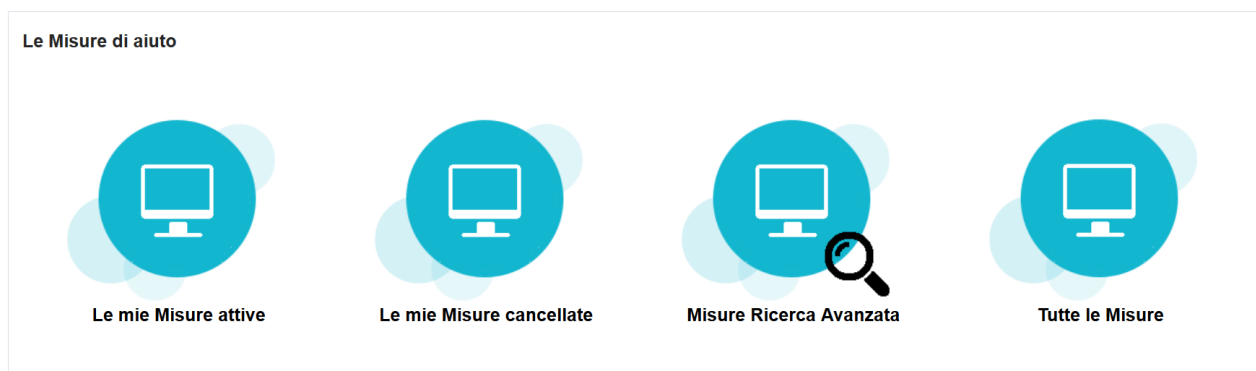 Le Misure di aiuto
Le mie Misure attive
Le mie Misure cancellate
Misure Ricerca Avanzata
Tutte le Misure